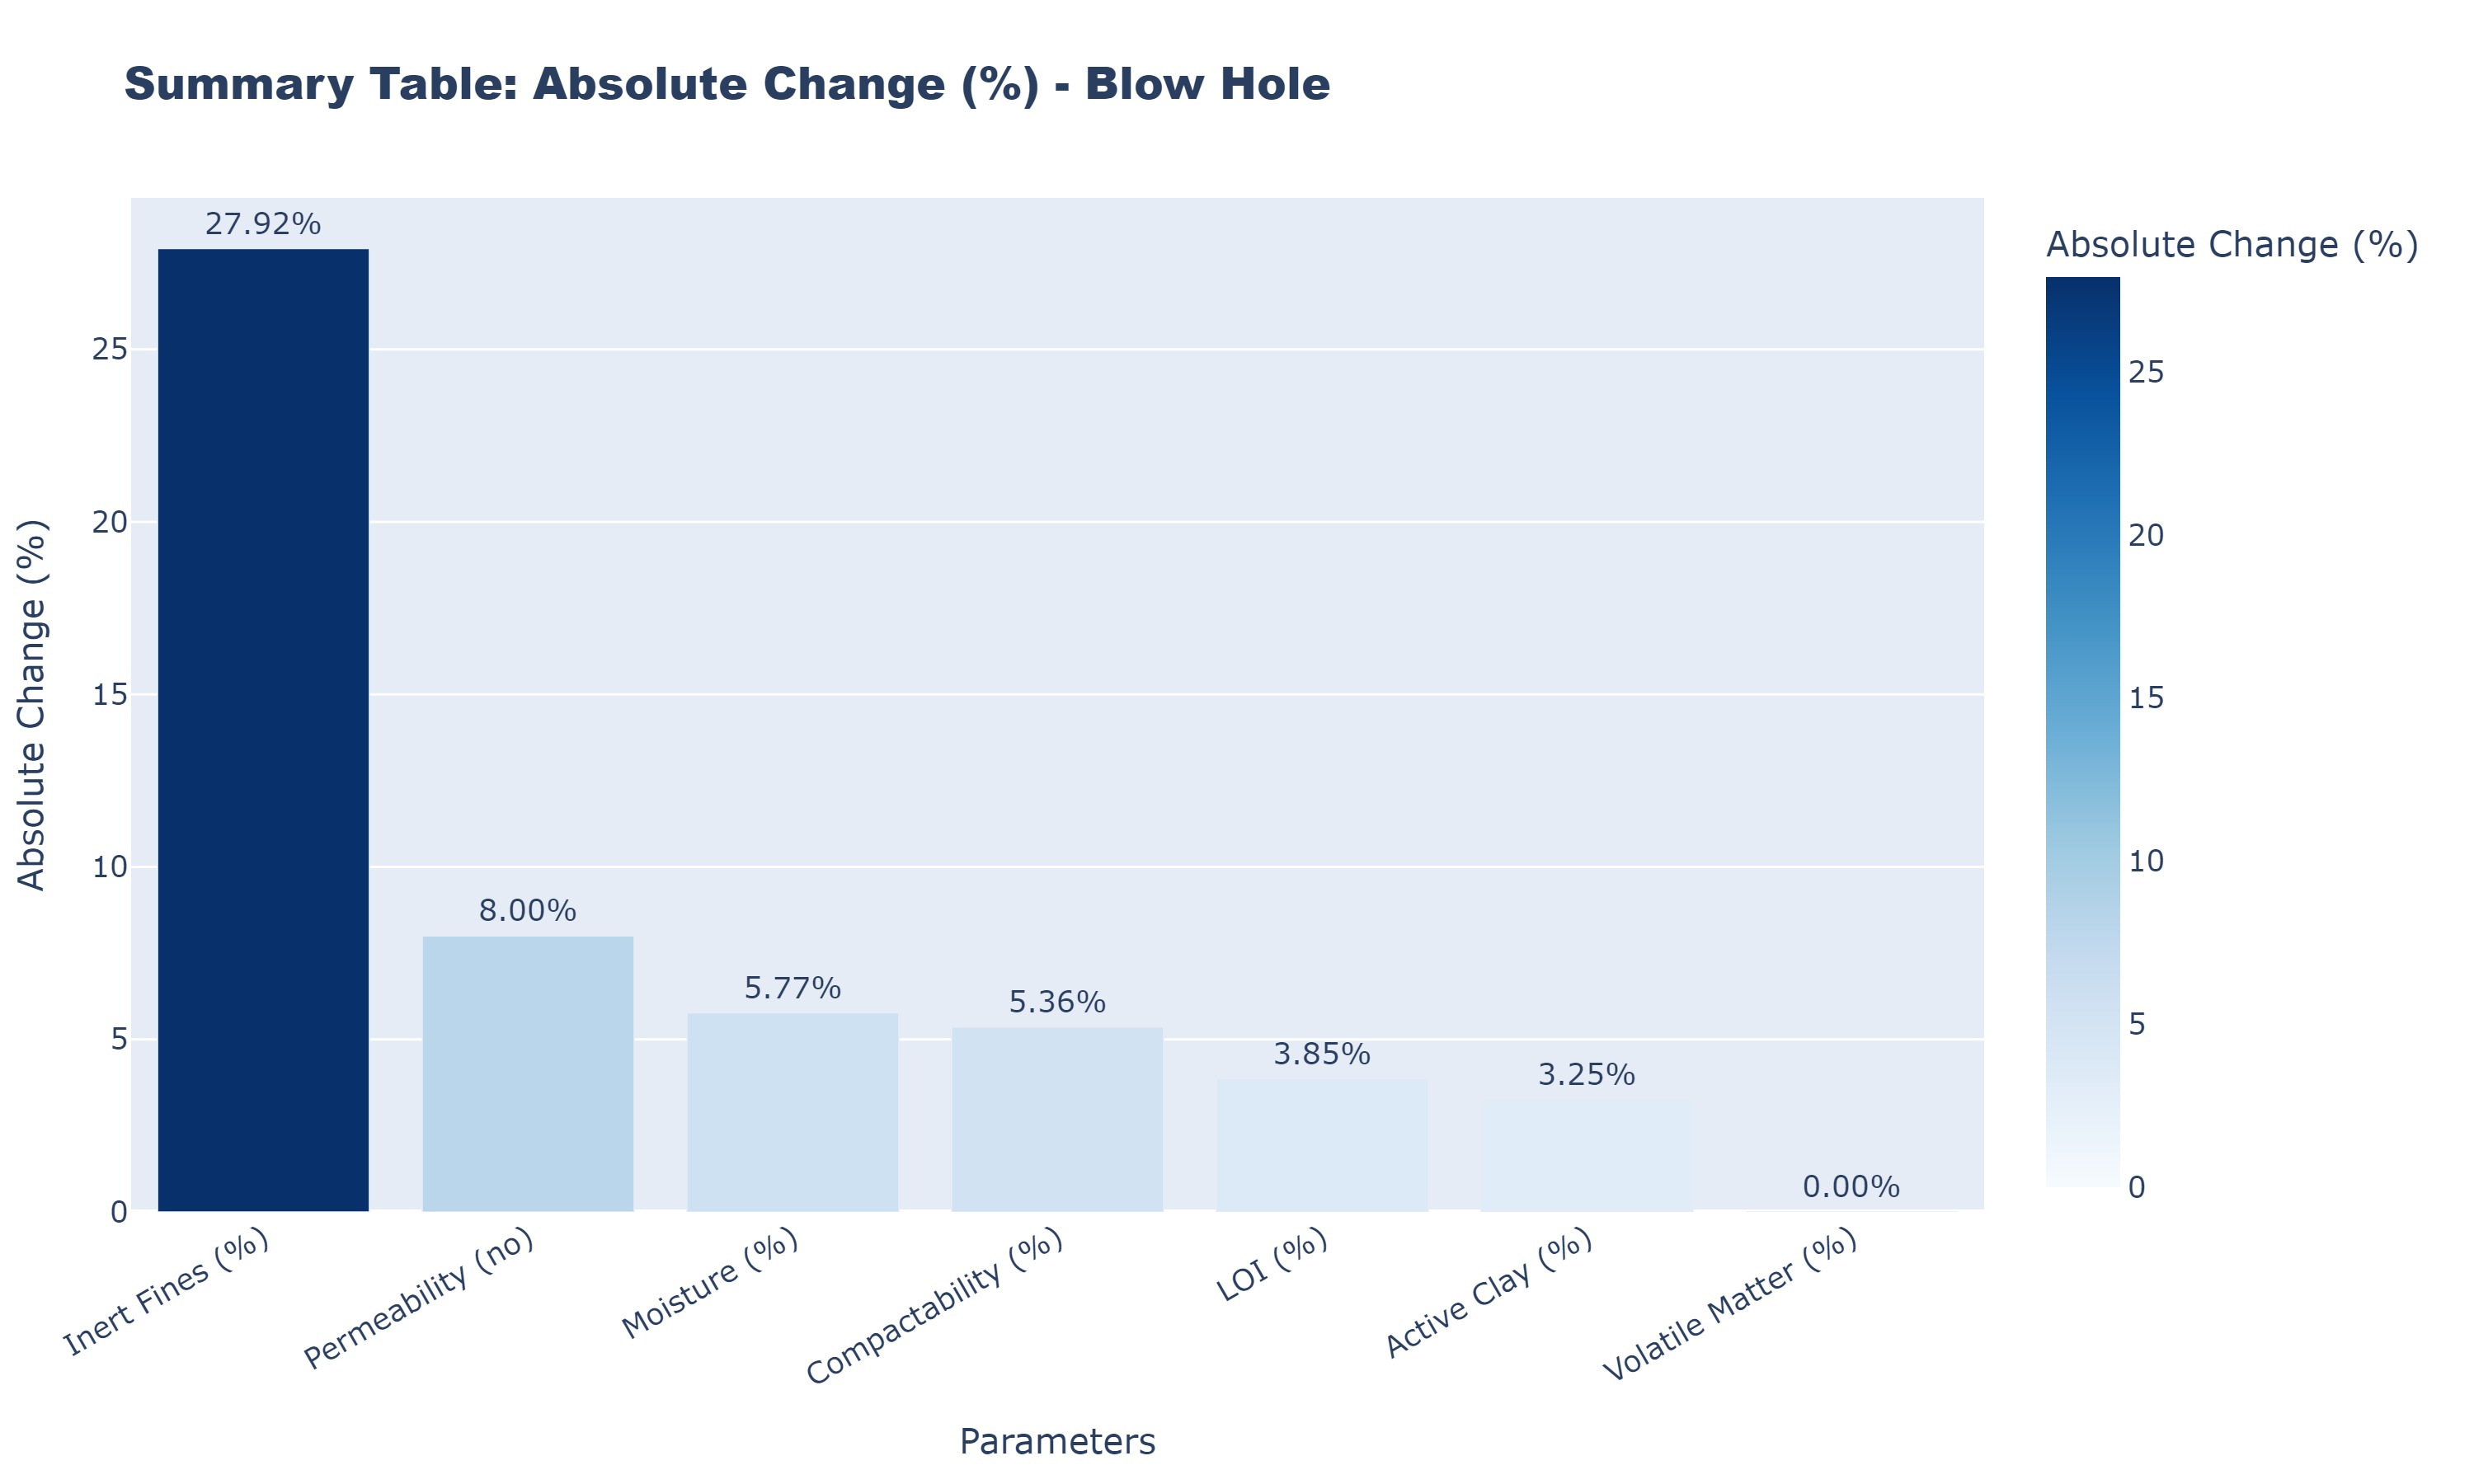 Summary Table: Absolute Change (%) - Blow Hole
Absolute Change (%)
25
20
15
10
5
0
27.92%
8.00%
5.77%
5.36%
3.85%
3.25%
0.00%
Inert Fines (%)
Permeability (no)
Moisture (%)
Compactability (%)
LOI (%)
Active Clay (%)
Volatile Matter (%)
Parameters
Absolute Change (%)
25
20
15
10
5
0